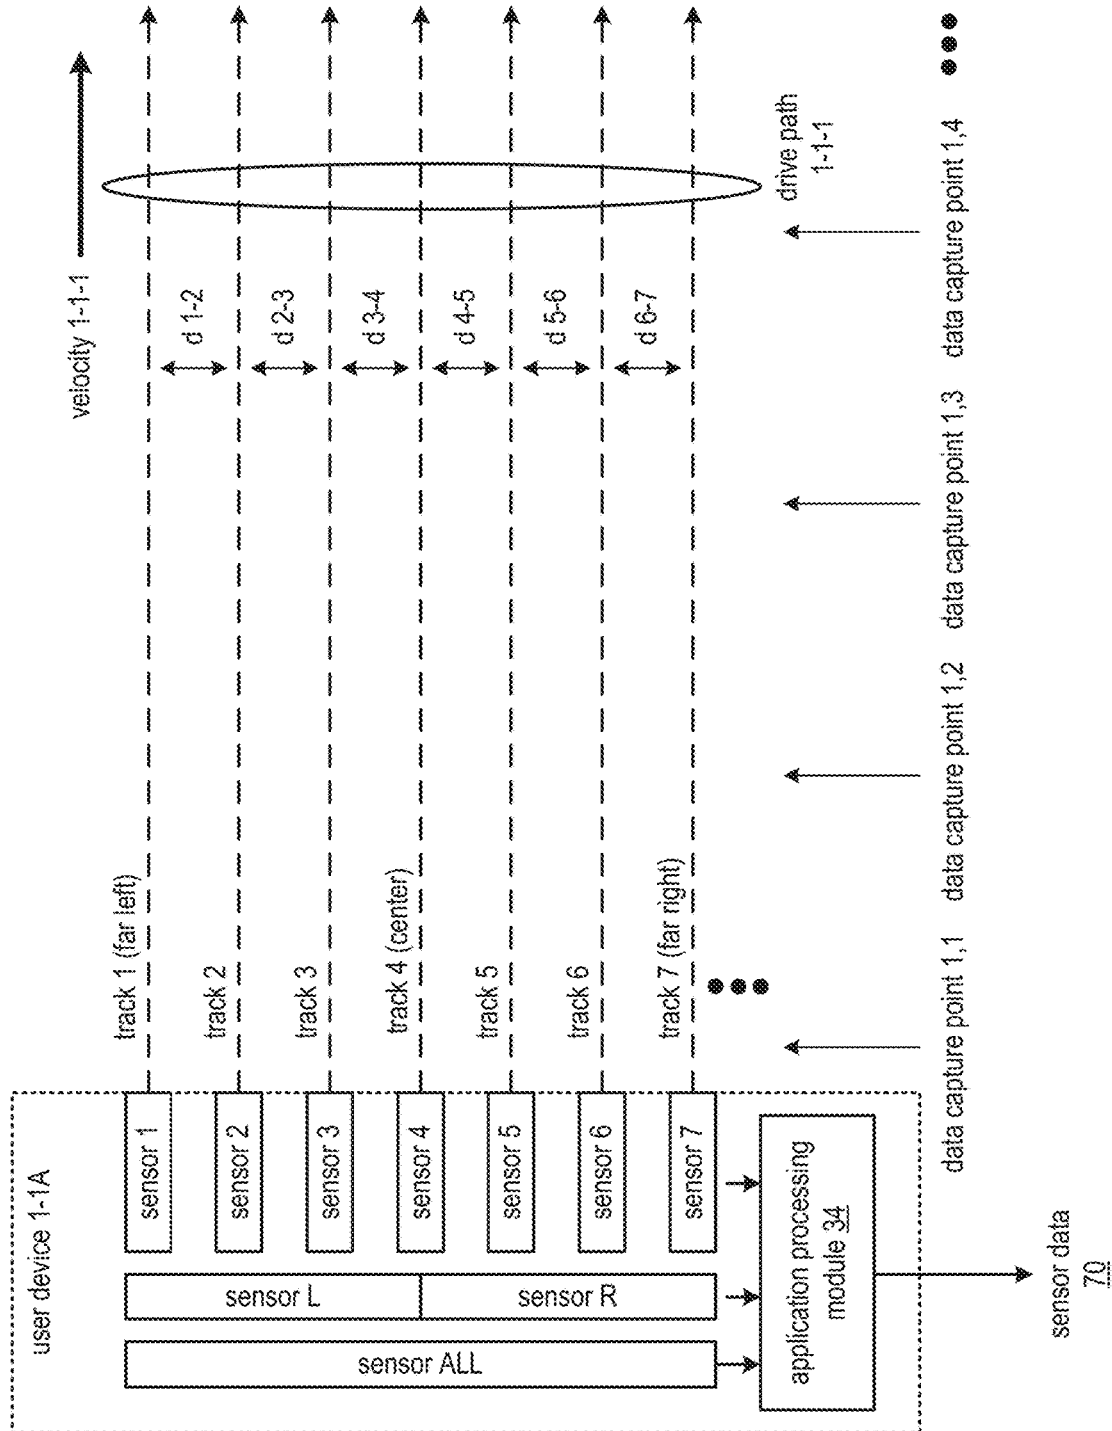 velocity 1-1-1
drive path
1-1-1
d 1-2
d 2-3
d 3-4
d 4-5
d 5-6
d 6-7
track 1 (far left)
track 2
track 3
track 4 (center)
track 5
track 6
track 7 (far right)
data capture point 1,1
data capture point 1,2
data capture point 1,3
data capture point 1,4
user device 1-1A
sensor 1
sensor 2
sensor 3
sensor 4
sensor 5
sensor 6
sensor 7
sensor L
sensor R
sensor ALL
application processing
module 34
sensor data
70